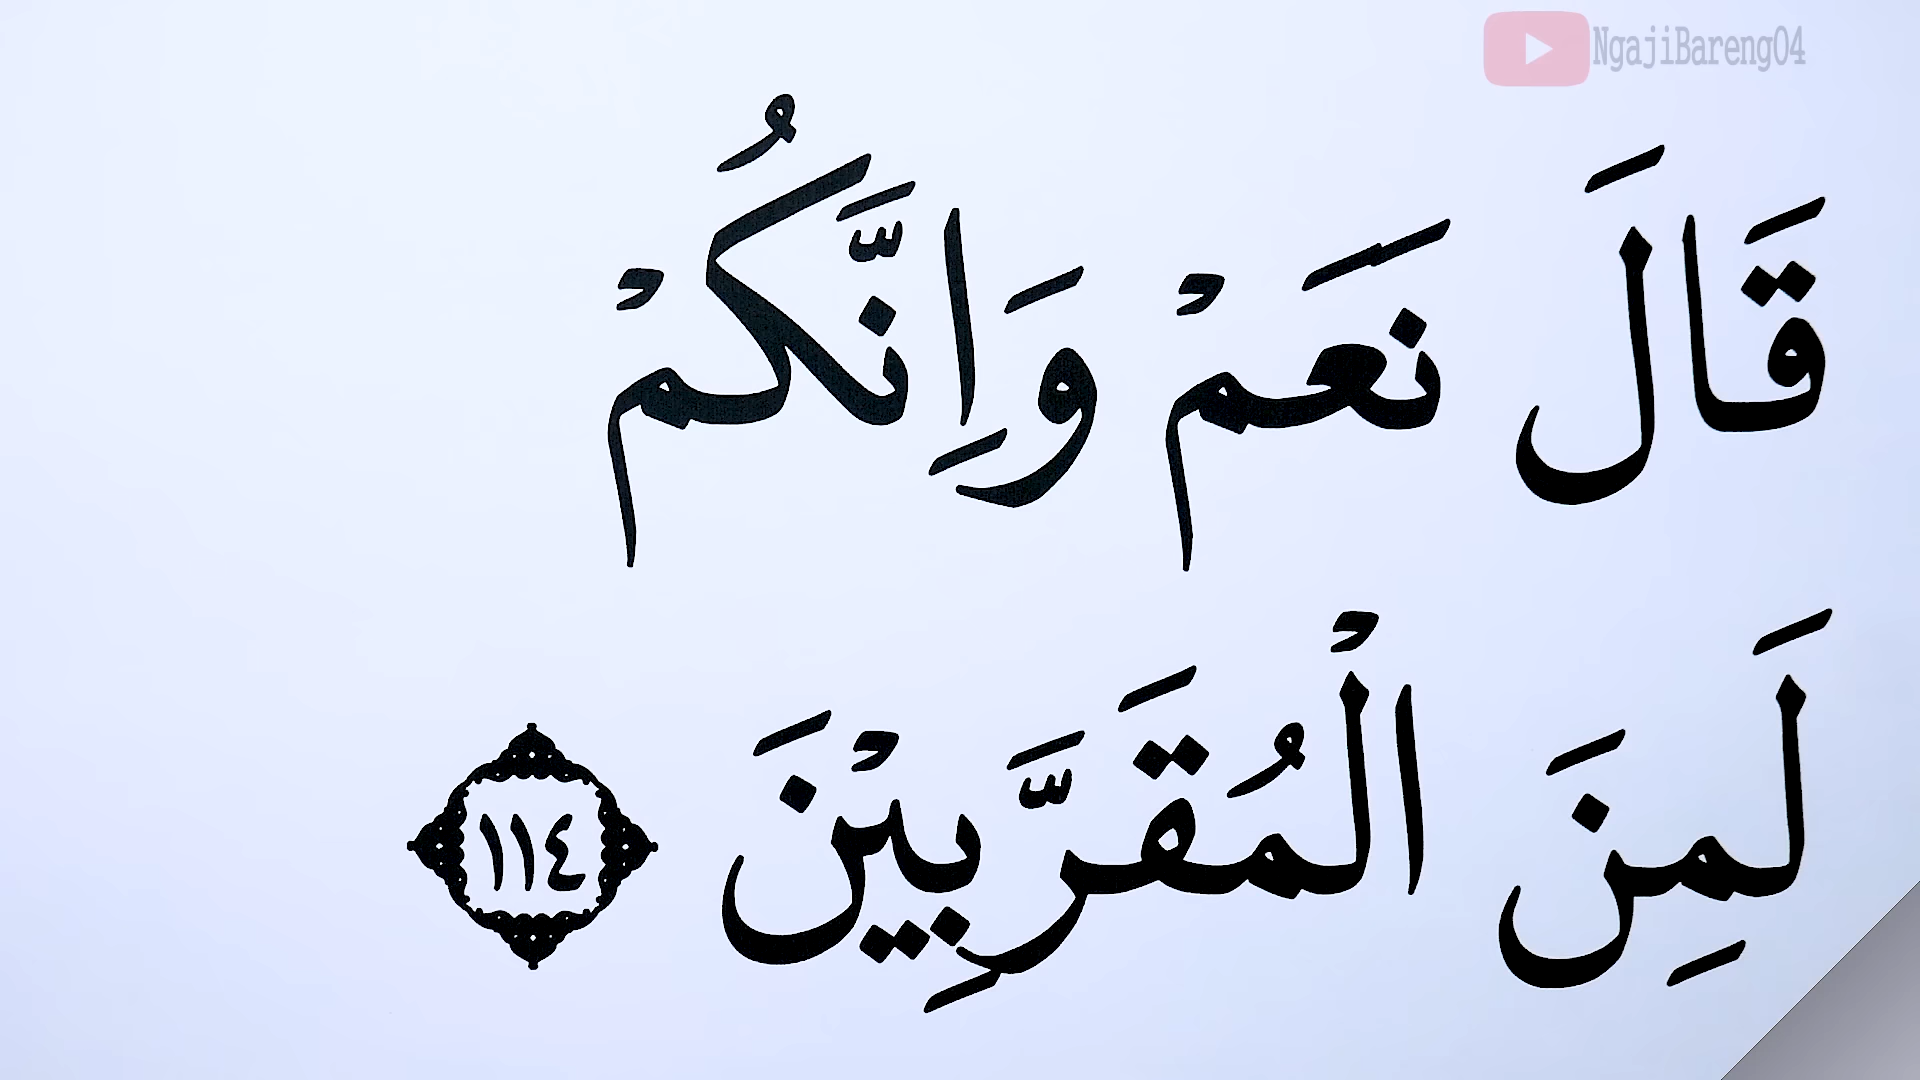 NgajiBareng04
قَالَ نَعَمْ وَاِنَّكُمْ
لَمِنَ الْمُقَرَّبِيْنَ ١١٤